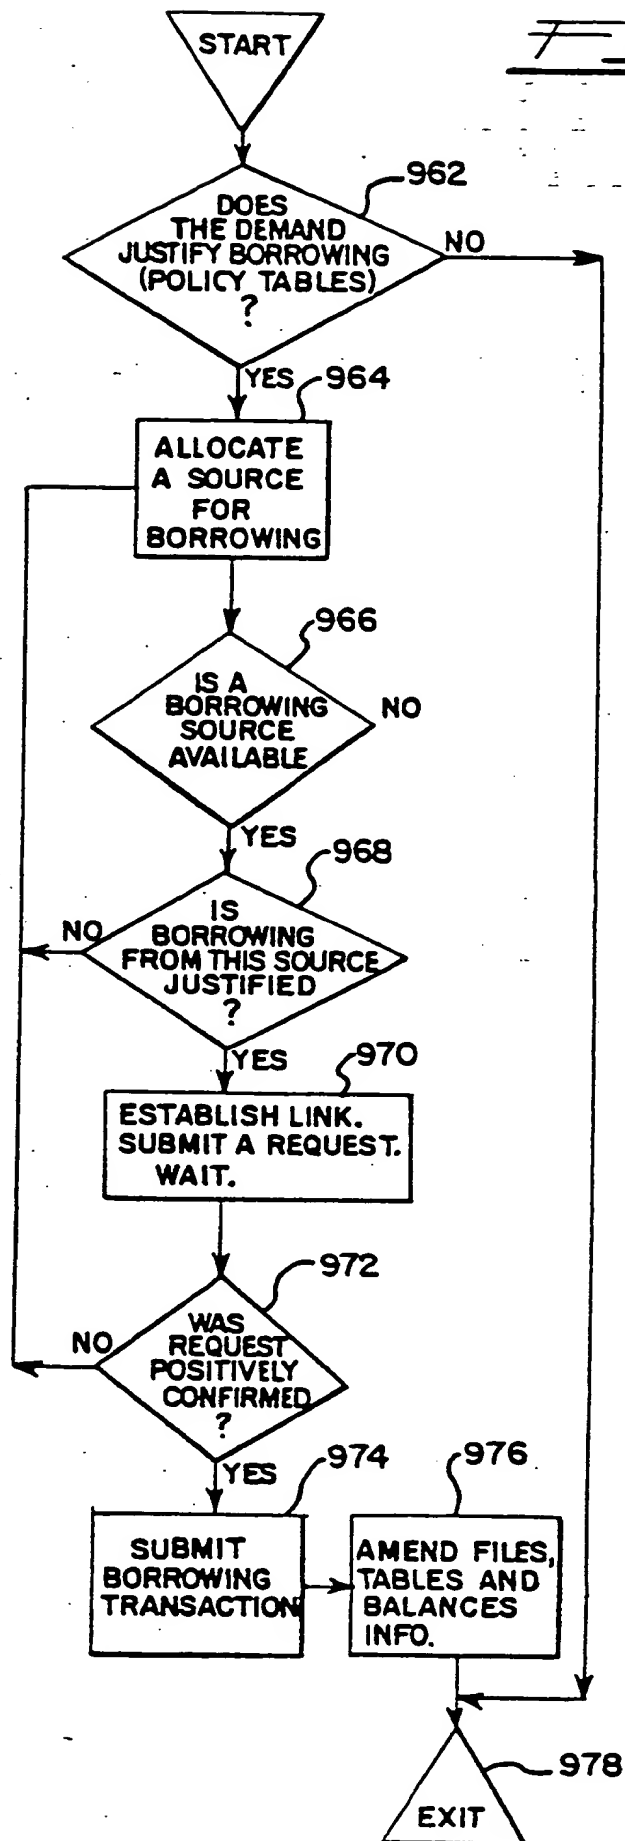 START
962
DOES
THE DEMAND
JUSTIFY BORROWING
(POLICY TABLES)
?
NO
YES
964
ALLOCATE
A SOURCE
FOR
BORROWING
966
IS A
BORROWING
SOURCE
AVAILABLE
NO
YES
968
IS
BORROWING
FROM THIS SOURCE
JUSTIFIED
?
NO
YES
970
ESTABLISH LINK.
SUBMIT A REQUEST.
WAIT.
972
WAS
REQUEST
POSITIVELY
CONFIRMED
?
NO
YES
974
SUBMIT
BORROWING
TRANSACTION
976
AMEND FILES,
TABLES AND
BALANCES
INFO.
978
EXIT